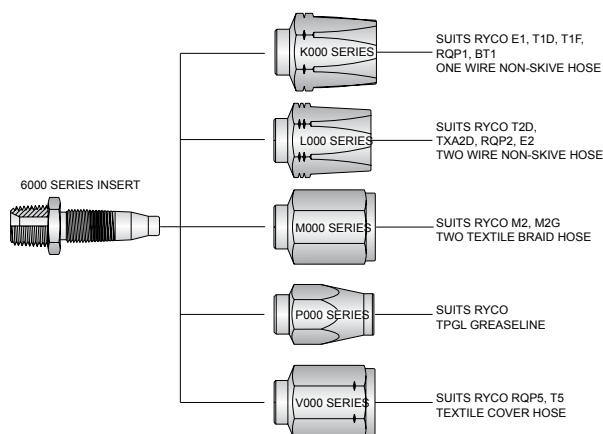 K000 SERIES
SUITS RYCO E1, T1D, T1F,
RQP1, BT1
ONE WIRE NON-SKIVE HOSE
L000 SERIES
SUITS RYCO T2D,
TXA2D, RQP2, E2
TWO WIRE NON-SKIVE HOSE
6000 SERIES INSERT
M000 SERIES
SUITS RYCO M2, M2G
TWO TEXTILE BRAID HOSE
P000 SERIES
SUITS RYCO
TPGL GREASELINE
V000 SERIES
SUITS RYCO RQP5, T5
TEXTILE COVER HOSE